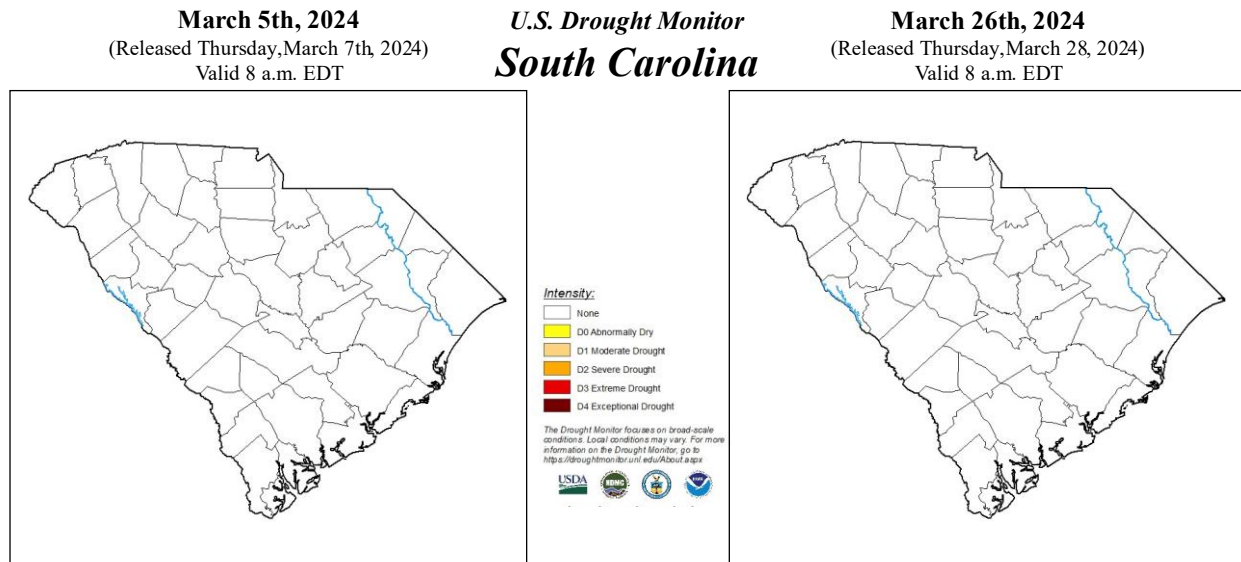 March 5th, 2024
(Released Thursday,March 7th, 2024)
Valid 8 a.m. EDT
U.S. Drought Monitor
South Carolina
March 26th, 2024
(Released Thursday,March 28, 2024)
Valid 8 a.m. EDT
Intensity:
None
D0 Abnormally Dry
D1 Moderate Drought
D2 Severe Drought
D3 Extreme Drought
D4 Exceptional Drought
The Drought Monitor focuses on broad-scale
conditions. Local conditions may vary. For more
information on the Drought Monitor, go to
https://droughtmonitor.unl.edu/About.aspx
USDA
NDMC